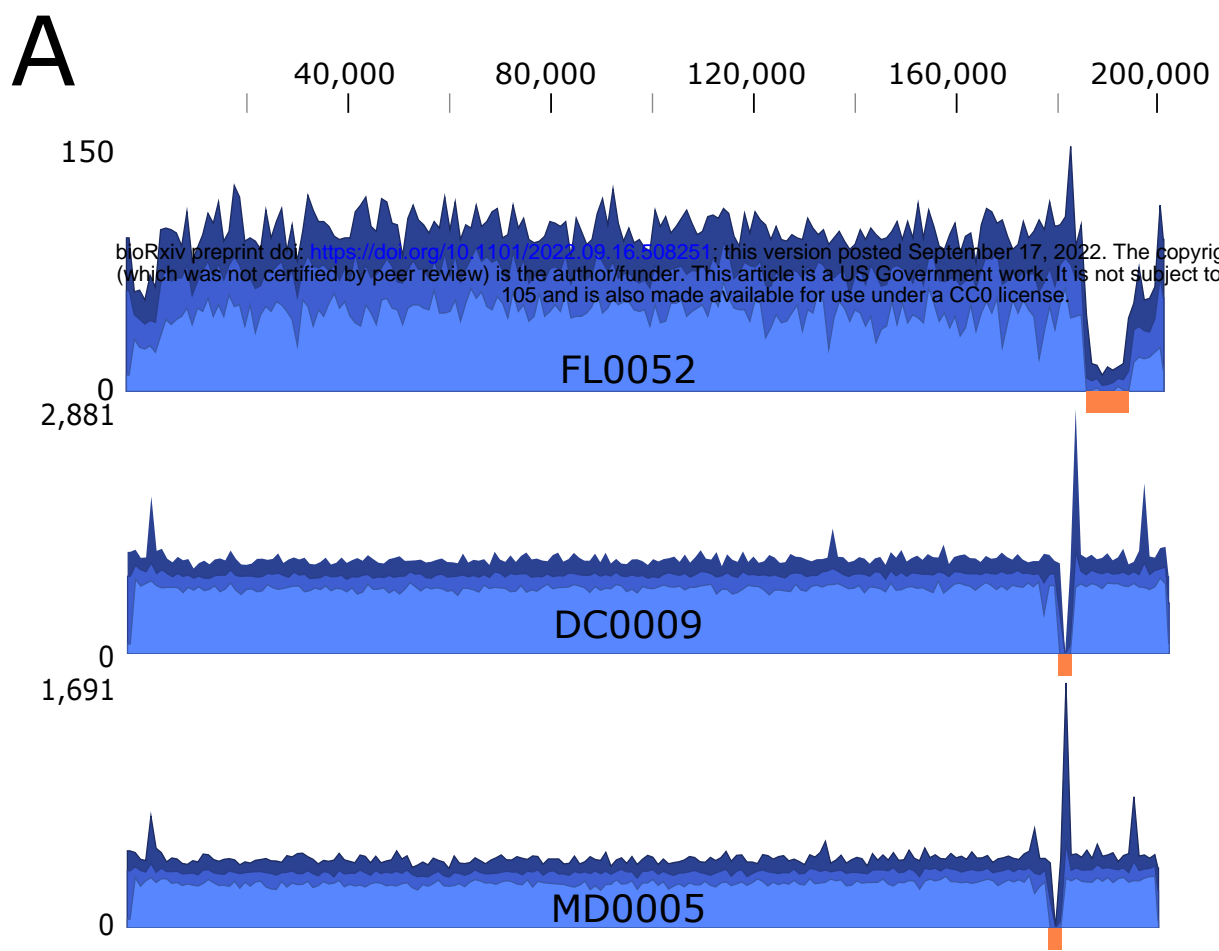 A
40,000 80,000 120,000 160,000 200,000
150
bioRxiv preprint doi: https://doi.org/10.1101/2022.09.16.508251; this version posted September 17, 2022. The copyrig
(which was not certified by peer review) is the author/funder. This article is a US Government work. It is not subject to
105 and is also made available for use under a CC0 license.
FL0052
0
2,881
DC0009
0
1,691
MD0005
0